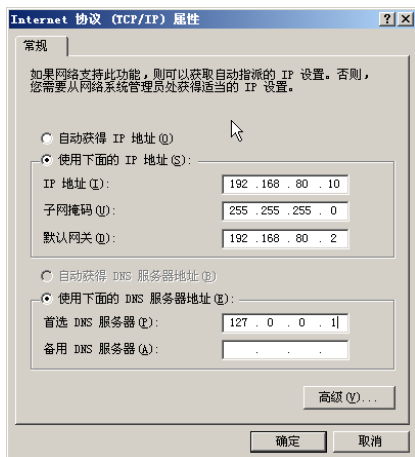 Internet 协议 (TCP/IP) 属性
常规
如果网络支持此功能，则可以获取自动指派的 IP 设置。否则，
您需要从网络系统管理员处获得适当的 IP 设置。
自动获得 IP 地址(O)
使用下面的 IP 地址(S):
IP 地址(I): 192 .168 . 80 . 10
子网掩码(U): 255 .255 .255 . 0
默认网关(D): 192 .168 . 80 . 2
自动获得 DNS 服务器地址(B)
使用下面的 DNS 服务器地址(E):
首选 DNS 服务器(P): 127 . 0 . 0 . 1
备用 DNS 服务器(A): . . .
高级(V)...
确定 取消